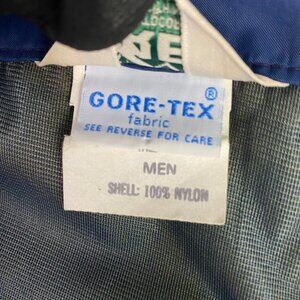 GORE-TEX®
fabric
SEE REVERSE FOR CARE
MEN
SHELL: 100% NYLON